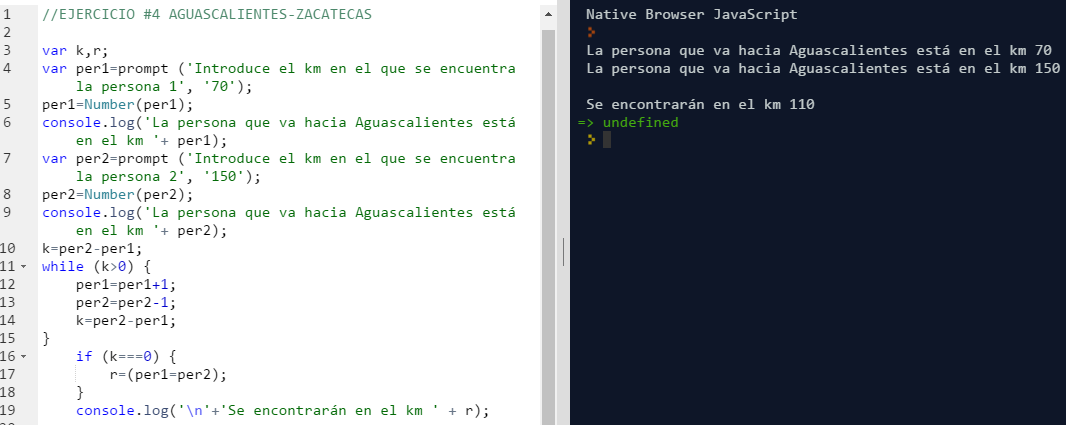 1 //EJERCICIO #4 AGUASCALIENTES-ZACATECAS
2
3 var k,r;
4 var per1=prompt ('Introduce el km en el que se encuentra
la persona 1', '70');
5 per1=Number(per1);
6 console.log('La persona que va hacia Aguascalientes está
en el km '+ per1);
7 var per2=prompt ('Introduce el km en el que se encuentra
la persona 2', '150');
8 per2=Number(per2);
9 console.log('La persona que va hacia Aguascalientes está
en el km '+ per2);
10 k=per2-per1;
11 while (k>0) {
12 per1=per1+1;
13 per2=per2-1;
14 k=per2-per1;
15 }
16 if (k===0) {
17 r=(per1=per2);
18 }
19 console.log('\n'+'Se encontrarán en el km ' + r);
Native Browser JavaScript
La persona que va hacia Aguascalientes está en el km 70
La persona que va hacia Aguascalientes está en el km 150
Se encontrarán en el km 110
=> undefined